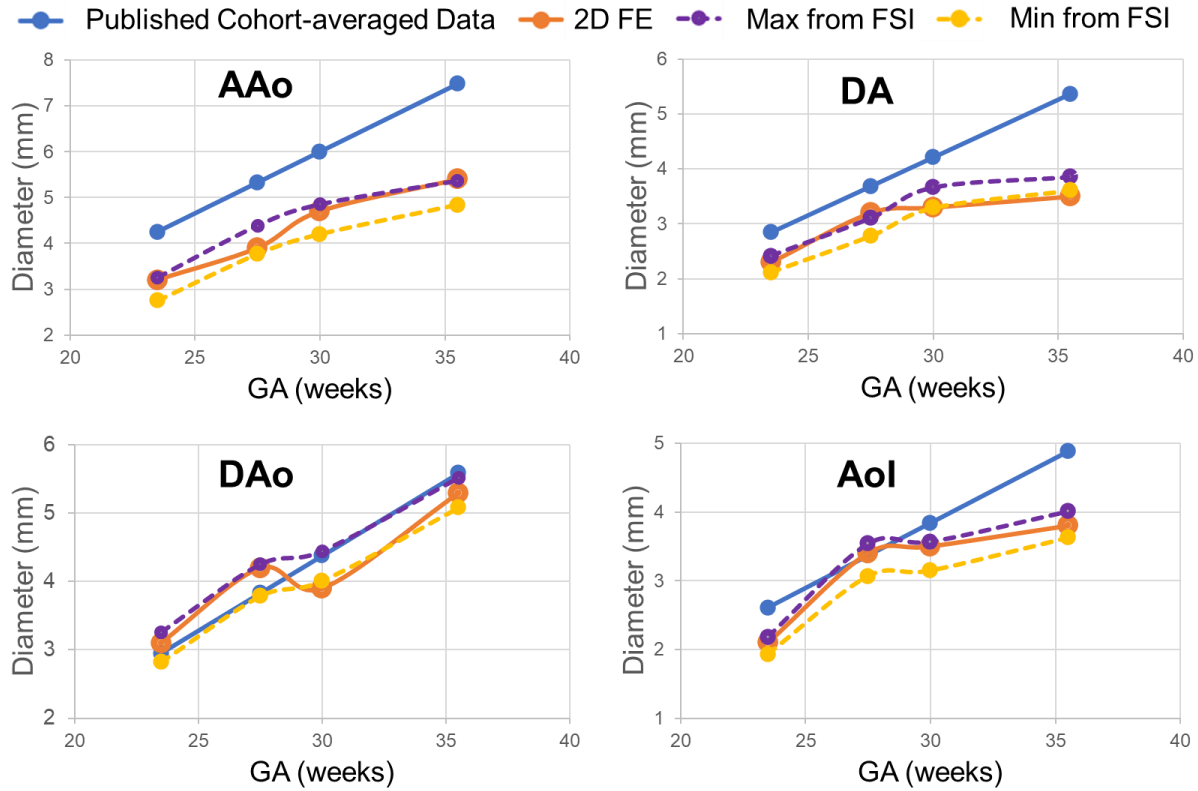 Published Cohort-averaged Data 2D FE Max from FSI Min from FSI
AAo
Diameter (mm)
8
7
6
5
4
3
2
20 25 30 35 40
GA (weeks)
DA
Diameter (mm)
6
5
4
3
2
1
20 25 30 35 40
GA (weeks)
DAo
Diameter (mm)
6
5
4
3
2
20 25 30 35 40
GA (weeks)
AoI
Diameter (mm)
5
4
3
2
1
20 25 30 35 40
GA (weeks)